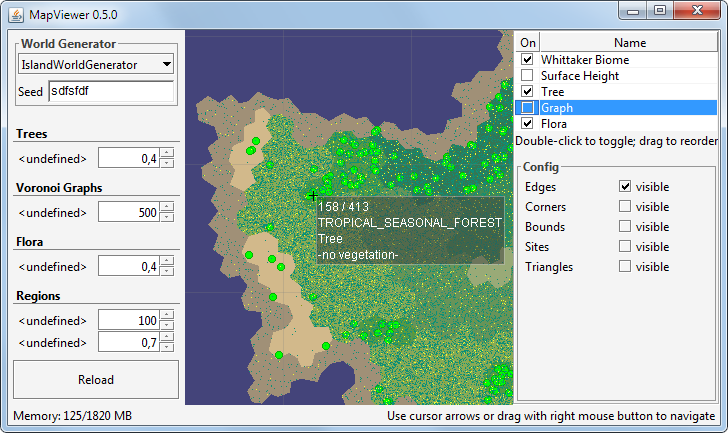 MapViewer 0.5.0
World Generator
IslandWorldGenerator
Seed sdfsfdf
Trees
<undefined> 0,4
Voronoi Graphs
<undefined> 500
Flora
<undefined> 0,4
Regions
<undefined> 100
<undefined> 0,7
Reload
158 / 413
TROPICAL_SEASONAL_FOREST
Tree
-no vegetation-
On Name
Whittaker Biome
Surface Height
Tree
Graph
Flora
Double-click to toggle; drag to reorder
Config
Edges visible
Corners visible
Bounds visible
Sites visible
Triangles visible
Memory: 125/1820 MB
Use cursor arrows or drag with right mouse button to navigate